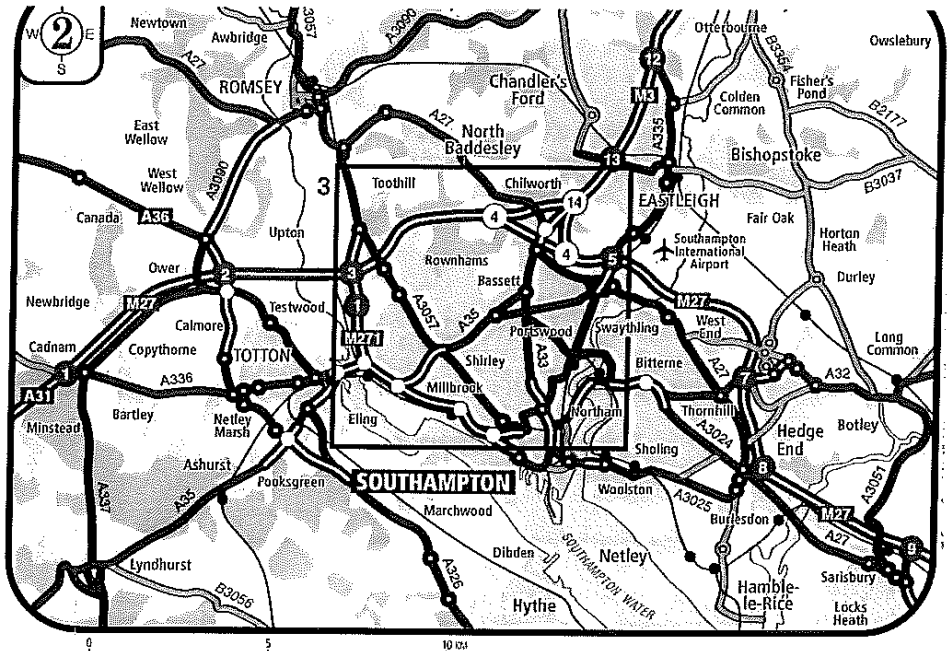 Newtown
Awbridge
A3057
A3090
Otterbourne
Owslebury
W
2nd
E
S
A27
ROMSEY
12
B3354
Fisher's
Pond
Chandler's
Ford
M3
Colden
Common
B2177
East
Wellow
A27
North
Baddesley
A335
Bishopstoke
West
Wellow
A3090
3
Toothill
Chilworth
13
B3037
EASTLEIGH
Canada
A36
Upton
4
14
Fair Oak
Horton
Heath
Southampton
International
Airport
Ower
2
3
Rownhams
4
5
Bassett
Durley
Newbridge
M27
Testwood
1
A3057
A35
M27
West
End
Calmore
M271
Portswood
Swaythling
Cadnam
Copythorne
TOTTON
Shirley
A33
Bitterne
A27
Long
Common
1
A336
Millbrook
7
A32
A31
Minstead
Bartley
Netley
Marsh
Eling
Northam
Thornhill
A3024
Hedge
End
Botley
Sholing
Ashurst
Pooksgreen
SOUTHAMPTON
Woolston
A3025
8
A3051
A337
A35
Marchwood
Bursledon
M27
A27
9
Lyndhurst
Dibden
SOUTHAMPTON WATER
Netley
Sarisbury
B3056
A326
Hythe
Hamble-
le-Rice
Locks
Heath
0
5
10 KM